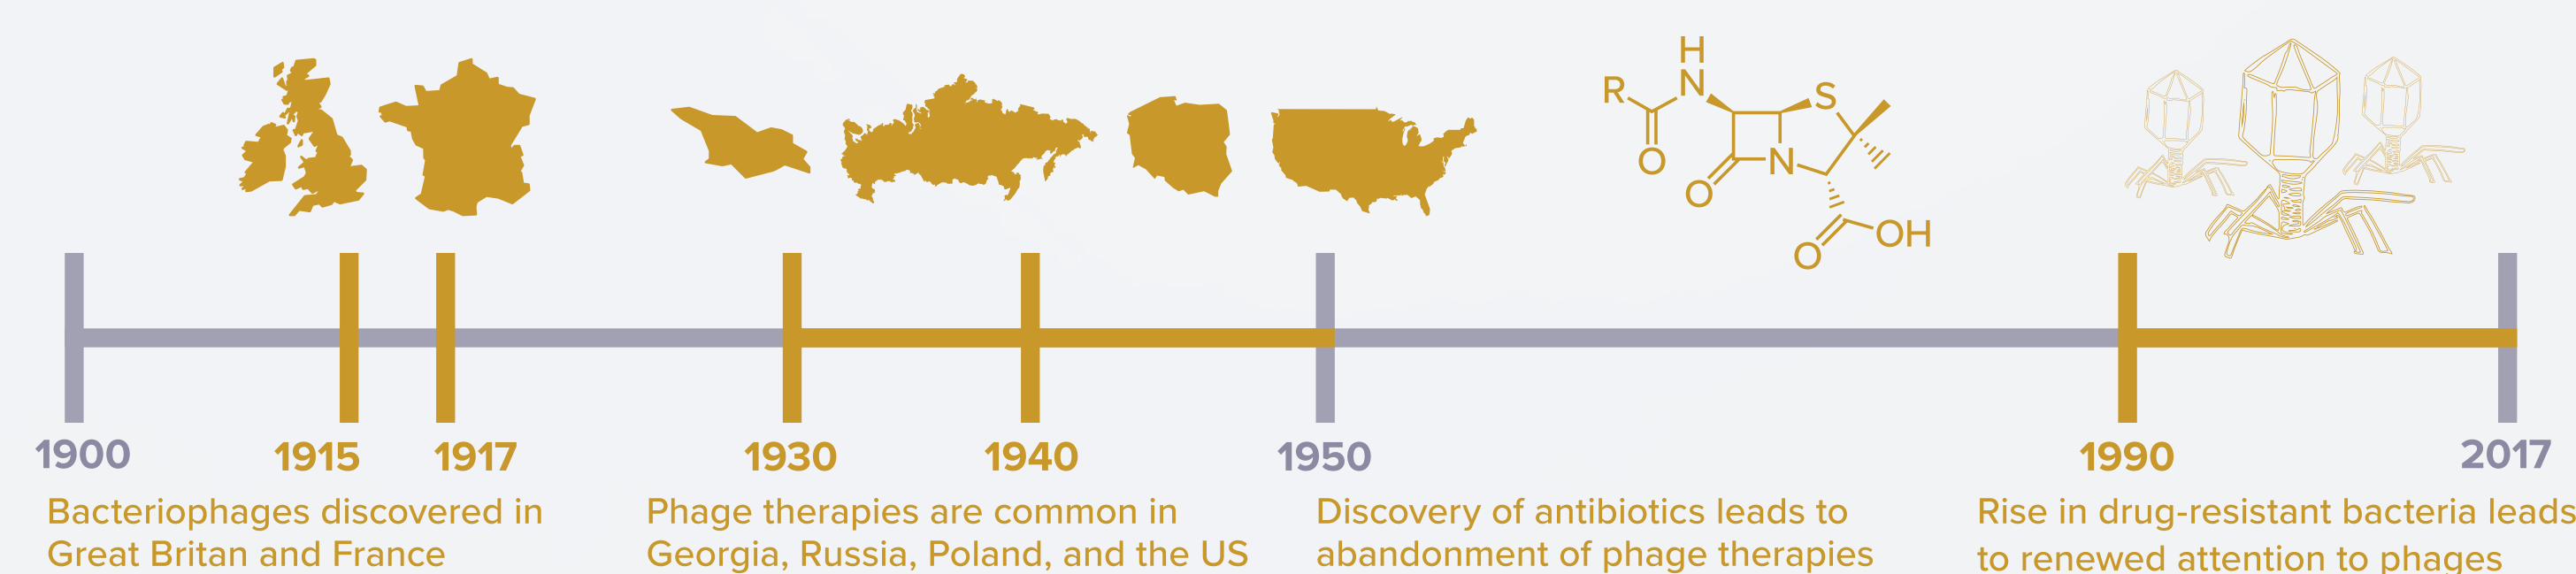 H
N
R
O
S
N
O
OH
O
1900
1915
1917
1930
1940
1950
1990
2017
Bacteriophages discovered in
Great Britan and France
Phage therapies are common in
Georgia, Russia, Poland, and the US
Discovery of antibiotics leads to
abandonment of phage therapies
Rise in drug-resistant bacteria leads
to renewed attention to phages